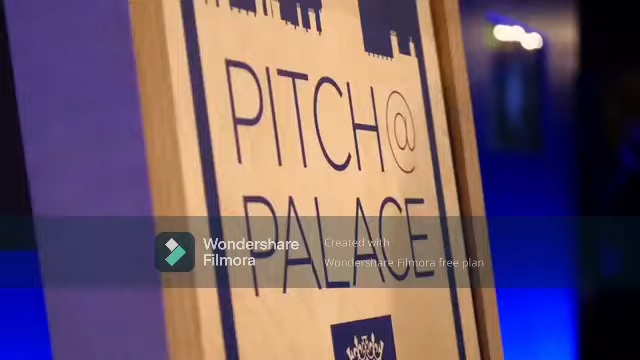 PITCH@
PALACE
Wondershare
Filmora
Created with
Wondershare Filmora free plan